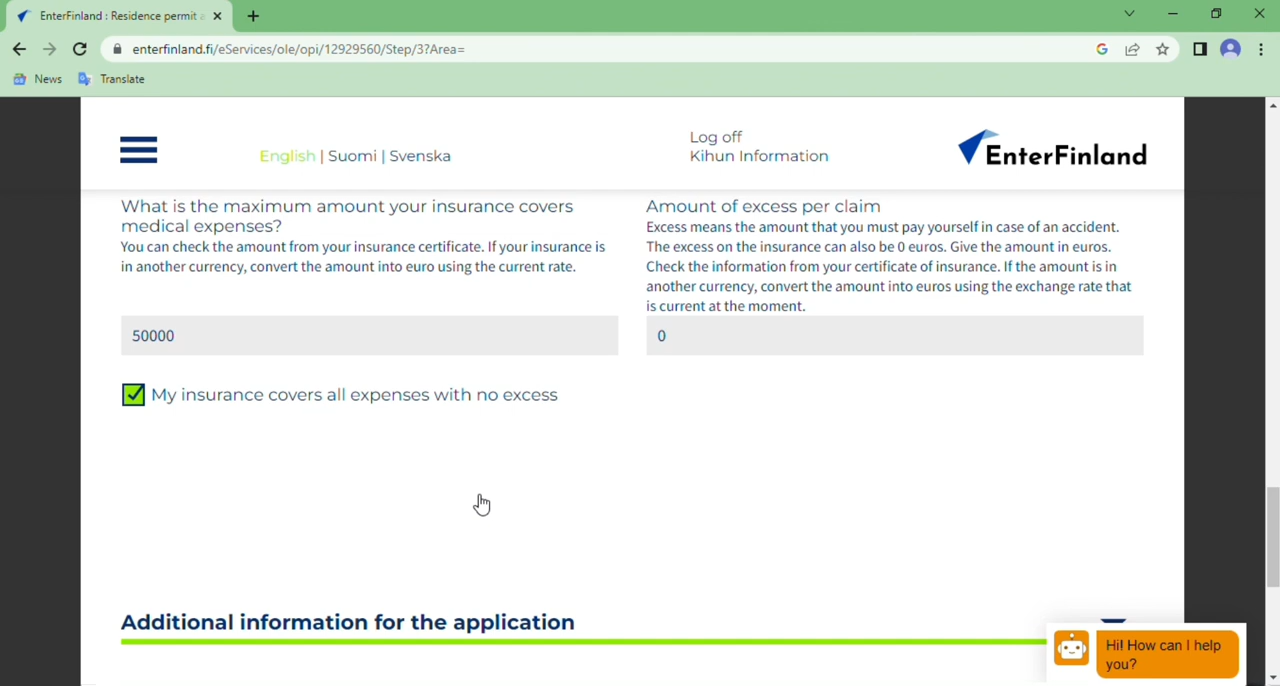 EnterFinland : Residence permit a
enterfinland.fi/eServices/ole/opi/12929560/Step/3?Area=
News Translate
English | Suomi | Svenska
Log off
Kihun Information
EnterFinland
What is the maximum amount your insurance covers
medical expenses?
You can check the amount from your insurance certificate. If your insurance is
in another currency, convert the amount into euro using the current rate.
50000
Amount of excess per claim
Excess means the amount that you must pay yourself in case of an accident.
The excess on the insurance can also be 0 euros. Give the amount in euros.
Check the information from your certificate of insurance. If the amount is in
another currency, convert the amount into euros using the exchange rate that
is current at the moment.
0
My insurance covers all expenses with no excess
Additional information for the application
Hi! How can I help
you?